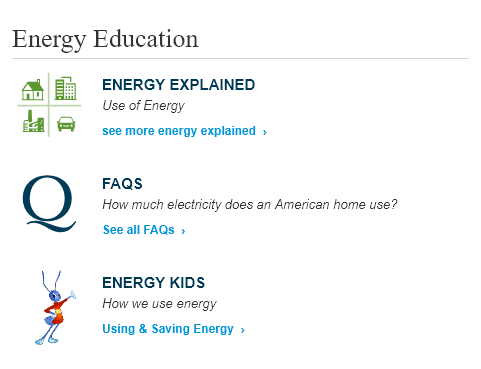 Energy Education
ENERGY EXPLAINED
Use of Energy
see more energy explained ›
Q
FAQS
How much electricity does an American home use?
See all FAQs ›
ENERGY KIDS
How we use energy
Using & Saving Energy ›